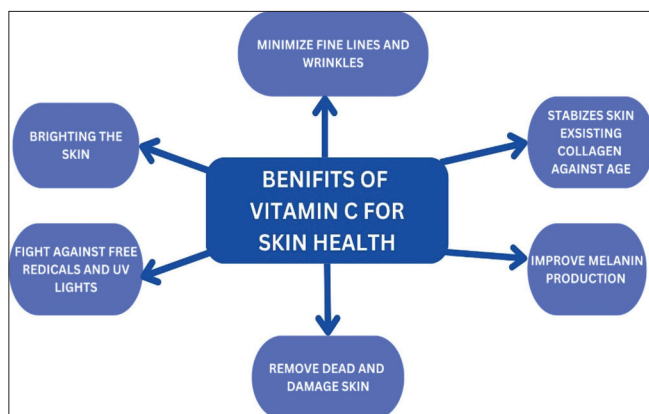 MINIMIZE FINE LINES AND
WRINKLES
BRIGHTING THE
SKIN
STABIZES SKIN
EXSISTING
COLLAGEN
AGAINST AGE
BENIFITS OF
VITAMIN C FOR
SKIN HEALTH
FIGHT AGAINST FREE
REDICALS AND UV
LIGHTS
IMPROVE MELANIN
PRODUCTION
REMOVE DEAD AND
DAMAGE SKIN